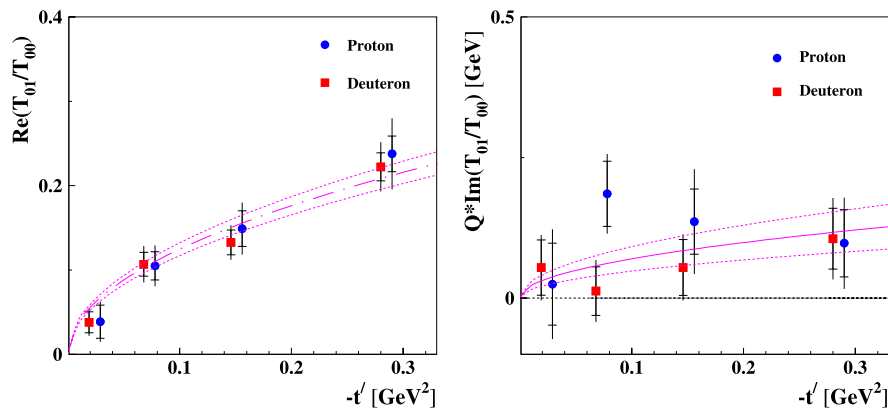 Re(T01/T00)
0.4
0.2
0
Proton
Deuteron
0.1
0.2
0.3
-t′ [GeV2]
Q*Im(T01/T00) [GeV]
0.5
0
Proton
Deuteron
0.1
0.2
0.3
-t′ [GeV2]